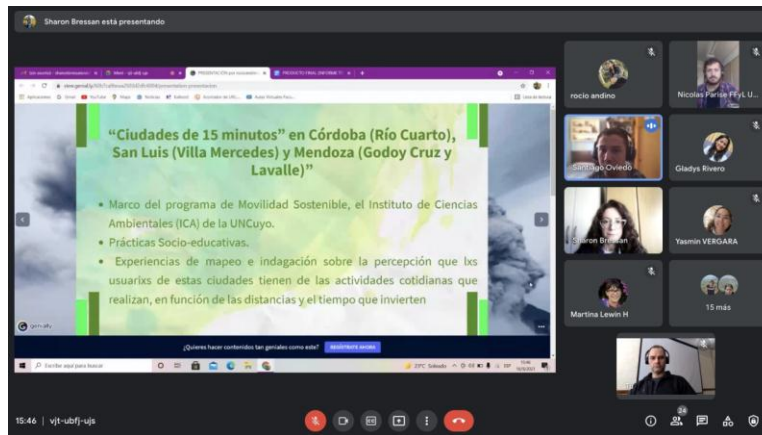 Sharon Bressan está presentando
“Ciudades de 15 minutos” en Córdoba (Río Cuarto),
San Luis (Villa Mercedes) y Mendoza (Godoy Cruz y
Lavalle)”
• Marco del programa de Movilidad Sostenible, el Instituto de Ciencias
Ambientales (ICA) de la UNCuyo.
• Prácticas Socio-educativas.
• Experiencias de mapeo e indagación sobre la percepción que lxs
usuarixs de estas ciudades tienen de las actividades cotidianas que
realizan, en función de las distancias y el tiempo que invierten
genially
¿Quieres hacer contenidos tan geniales como este? REGÍSTRATE AHORA
Escribe aquí para buscar
rocio andino
Nicolas Parise FFyL U...
Santiago Oviedo
Gladys Rivero
Sharon Bressan
Yasmin VERGARA
Martina Lewin H
15 más
15:46 | vjt-ubfj-ujs
24